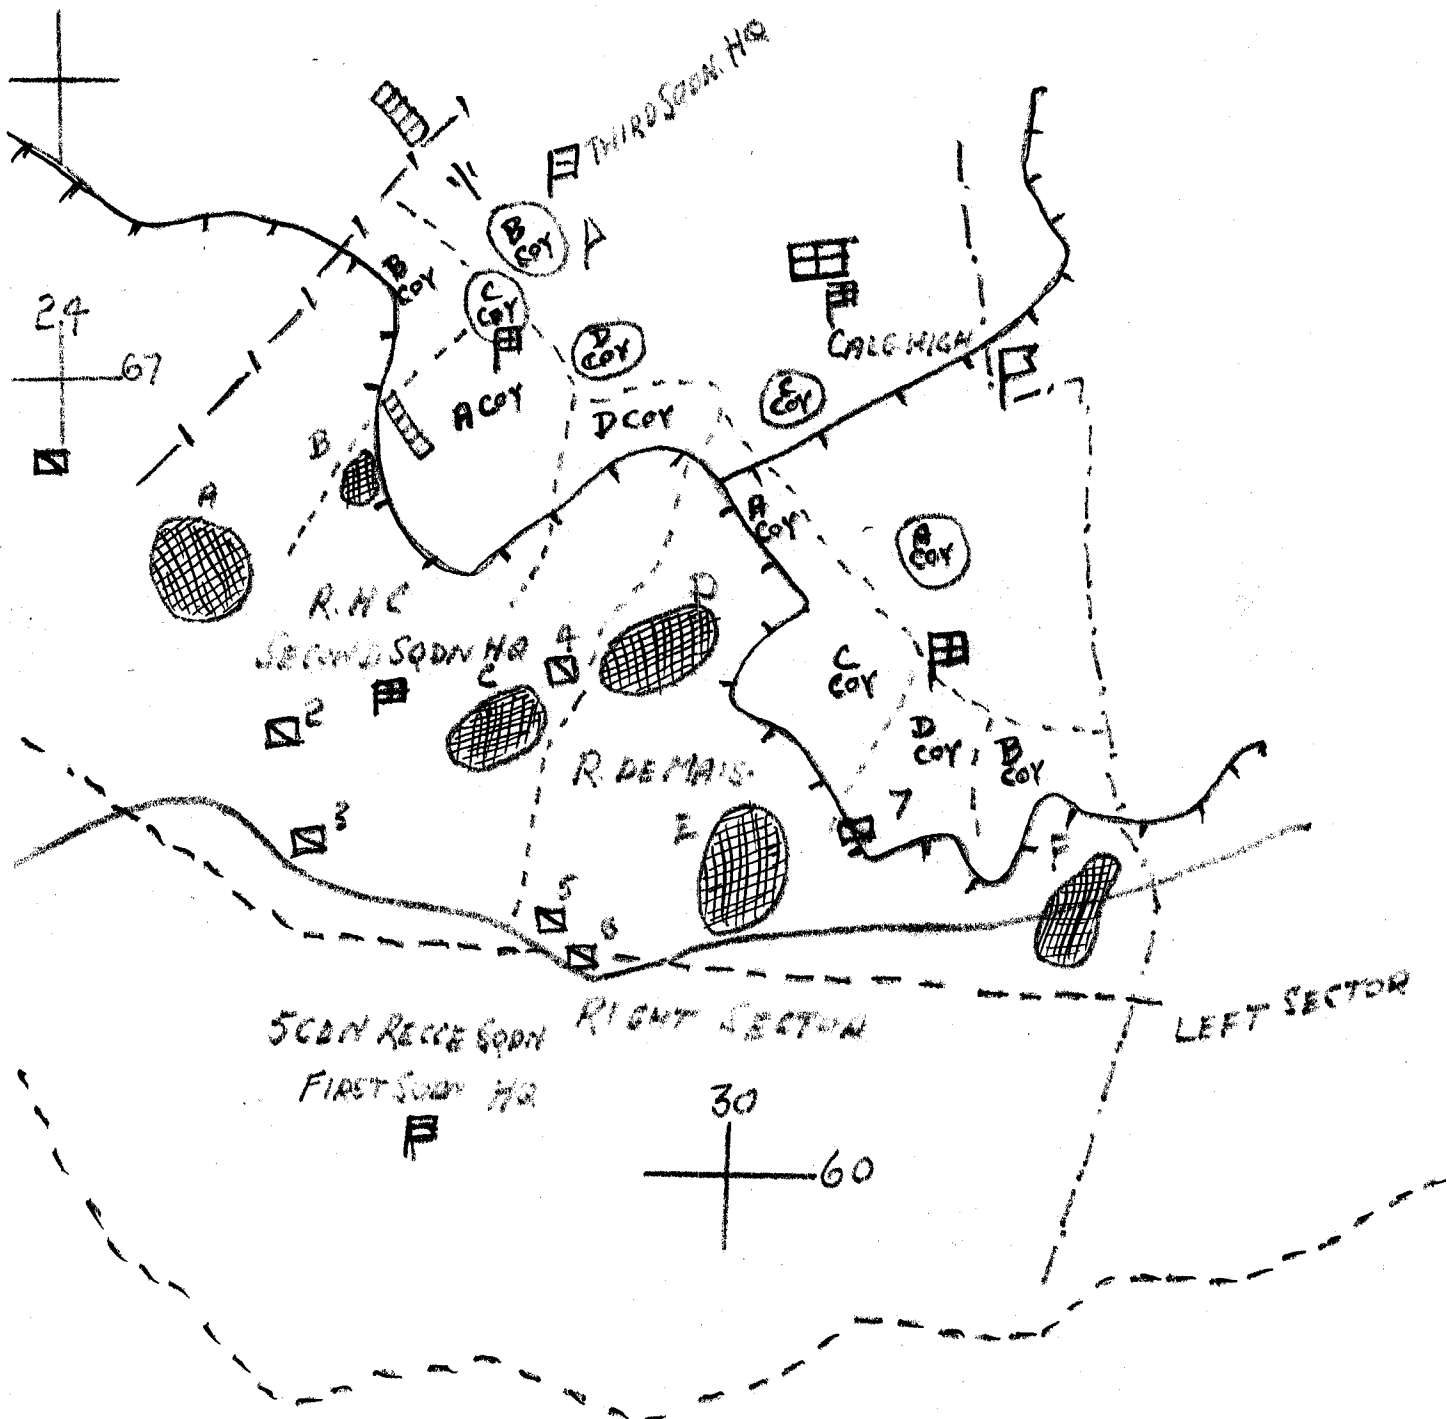 THIRD SQDN. HQ
B
COY
B
COY
C
COY
24
67
CALG. HIGH
D
COY
A COY
D COY
C
COY
B
A
A
COY
A
COY
R.H.C
SECOND SQDN HQ
4
D
C
C
COY
2
D
COY
B
COY
R. DE MAIS.
3
E
7
F
5
6
5 CDN RECCE SQDN
FIRST SQDN HQ
RIGHT SECTOR
LEFT SECTOR
30
60